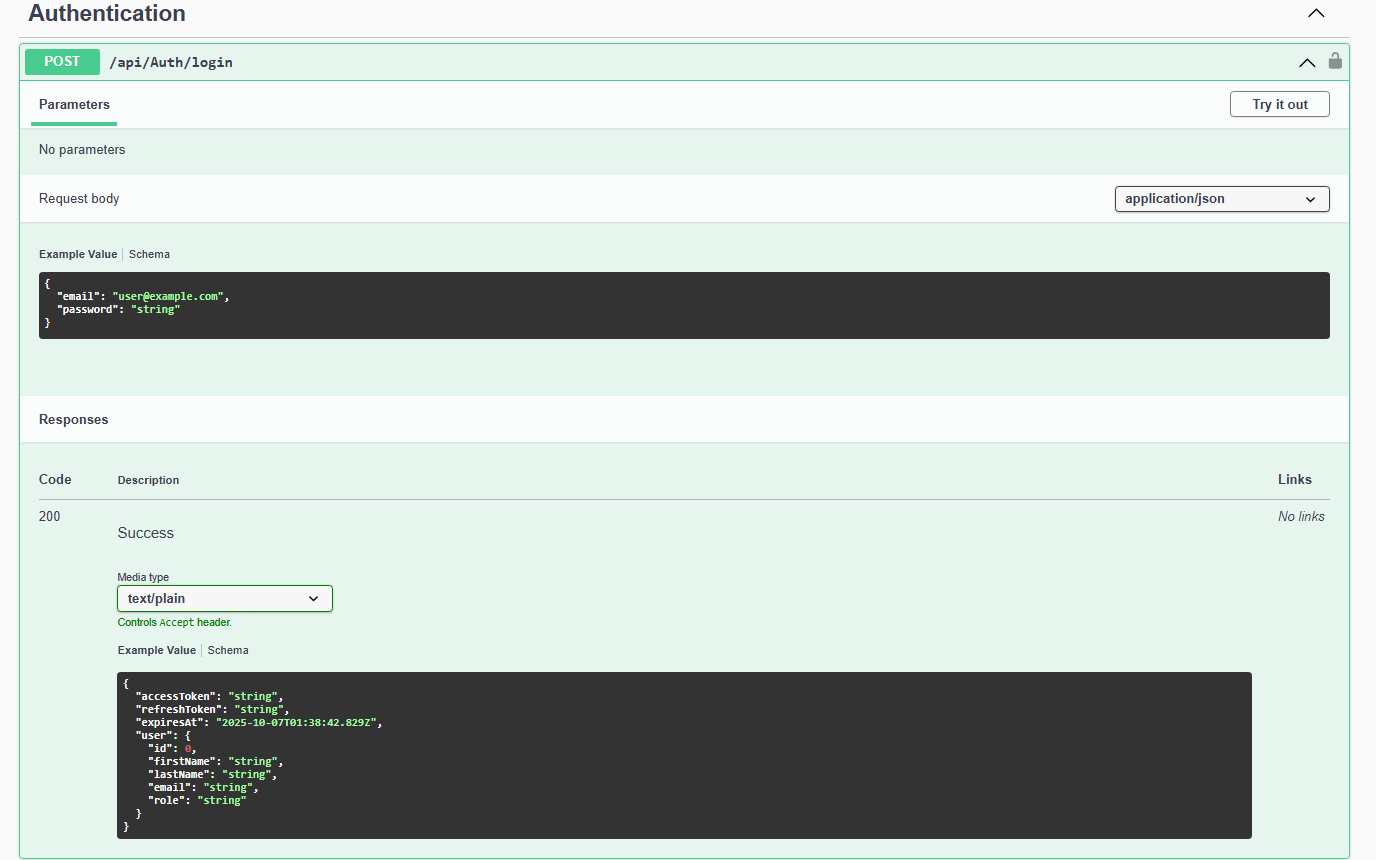 Authentication
POST /api/Auth/login
Parameters
Try it out
No parameters
Request body
application/json
Example Value Schema
{
  "email": "user@example.com",
  "password": "string"
}
Responses
Code Description Links
200 Success No links
Media type
text/plain
Controls Accept header.
Example Value Schema
{
  "accessToken": "string",
  "refreshToken": "string",
  "expiresAt": "2025-10-07T01:38:42.829Z",
  "user": {
    "id": 0,
    "firstName": "string",
    "lastName": "string",
    "email": "string",
    "role": "string"
  }
}